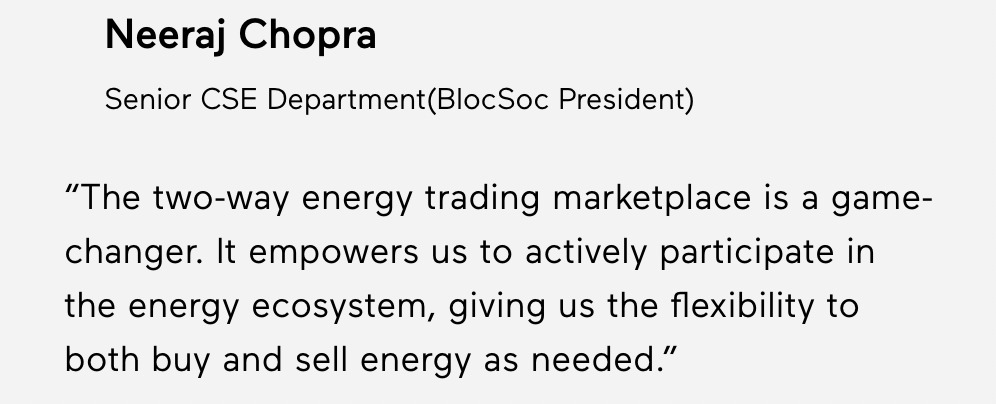 Neeraj Chopra
Senior CSE Department(BlocSoc President)
“The two-way energy trading marketplace is a game-
changer. It empowers us to actively participate in
the energy ecosystem, giving us the flexibility to
both buy and sell energy as needed.”